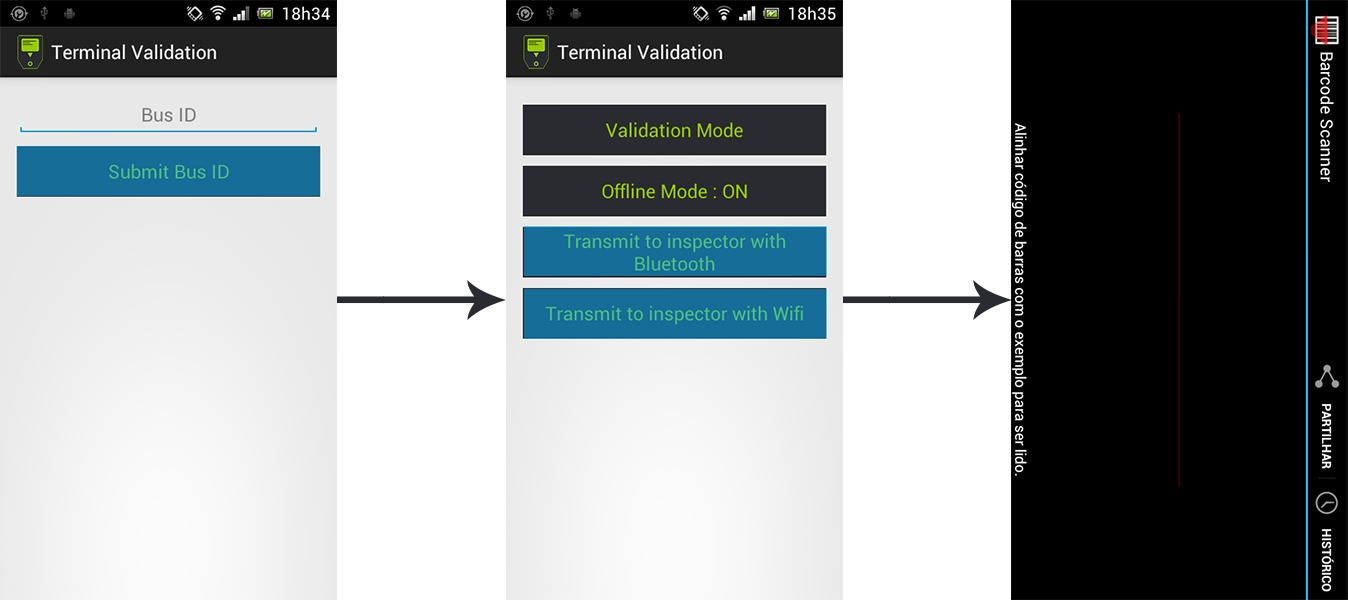 18h34
Terminal Validation
Bus ID
Submit Bus ID
18h35
Terminal Validation
Validation Mode
Offline Mode : ON
Transmit to inspector with
Bluetooth
Transmit to inspector with Wifi
Barcode Scanner
PARTILHAR
HISTÓRICO
Alinhar código de barras com o exemplo para ser lido.